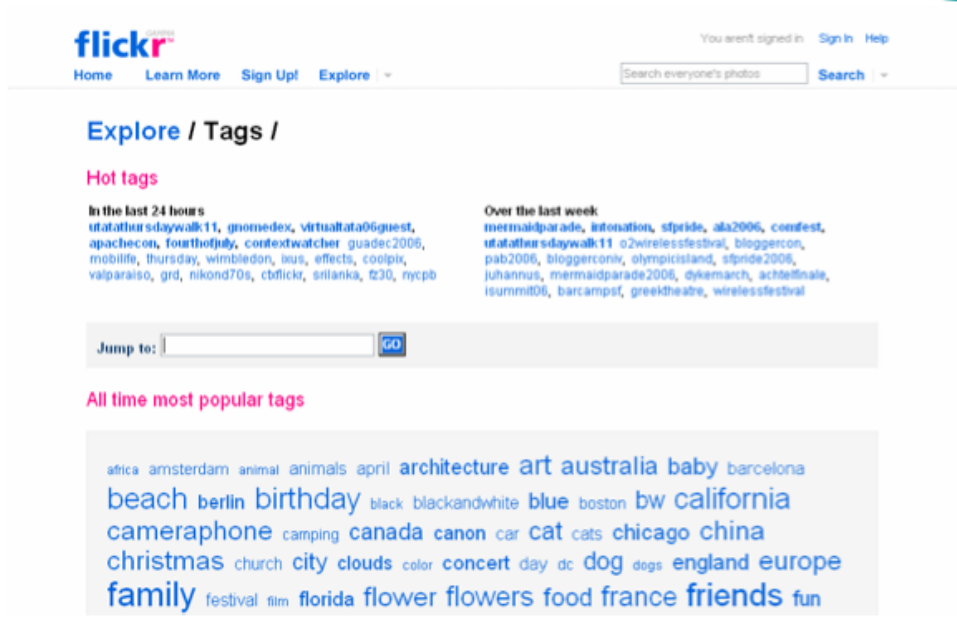 flickr
You aren't signed in Sign In Help
Home Learn More Sign Up! Explore
Search everyone's photos Search
Explore / Tags /
Hot tags
In the last 24 hours
utatathursdaywalk11, gnomedex, virtualtata06guest,
apachecon, fourthofjuly, contextwatcher guadec2006,
mobilife, thursday, wimbledon, ixus, effects, coolpix,
valparaiso, grd, nikond70s, cbflickr, srilanka, fz30, nycpb
Over the last week
mermaidparade, intonation, sfpride, ala2006, comfest,
utatathursdaywalk11 o2wirelessfestival, bloggercon,
pab2006, bloggerconiv, olympicisland, sfpride2006,
juhannus, mermaidparade2006, dykemarch, achtelfinale,
isummit06, barcampsf, greektheatre, wirelessfestival
Jump to: GO
All time most popular tags
africa amsterdam animal animals april architecture art australia baby barcelona
beach berlin birthday black blackandwhite blue boston bw california
cameraphone camping canada canon car cat cats chicago china
christmas church city clouds color concert day dc dog dogs england europe
family festival film florida flower flowers food france friends fun